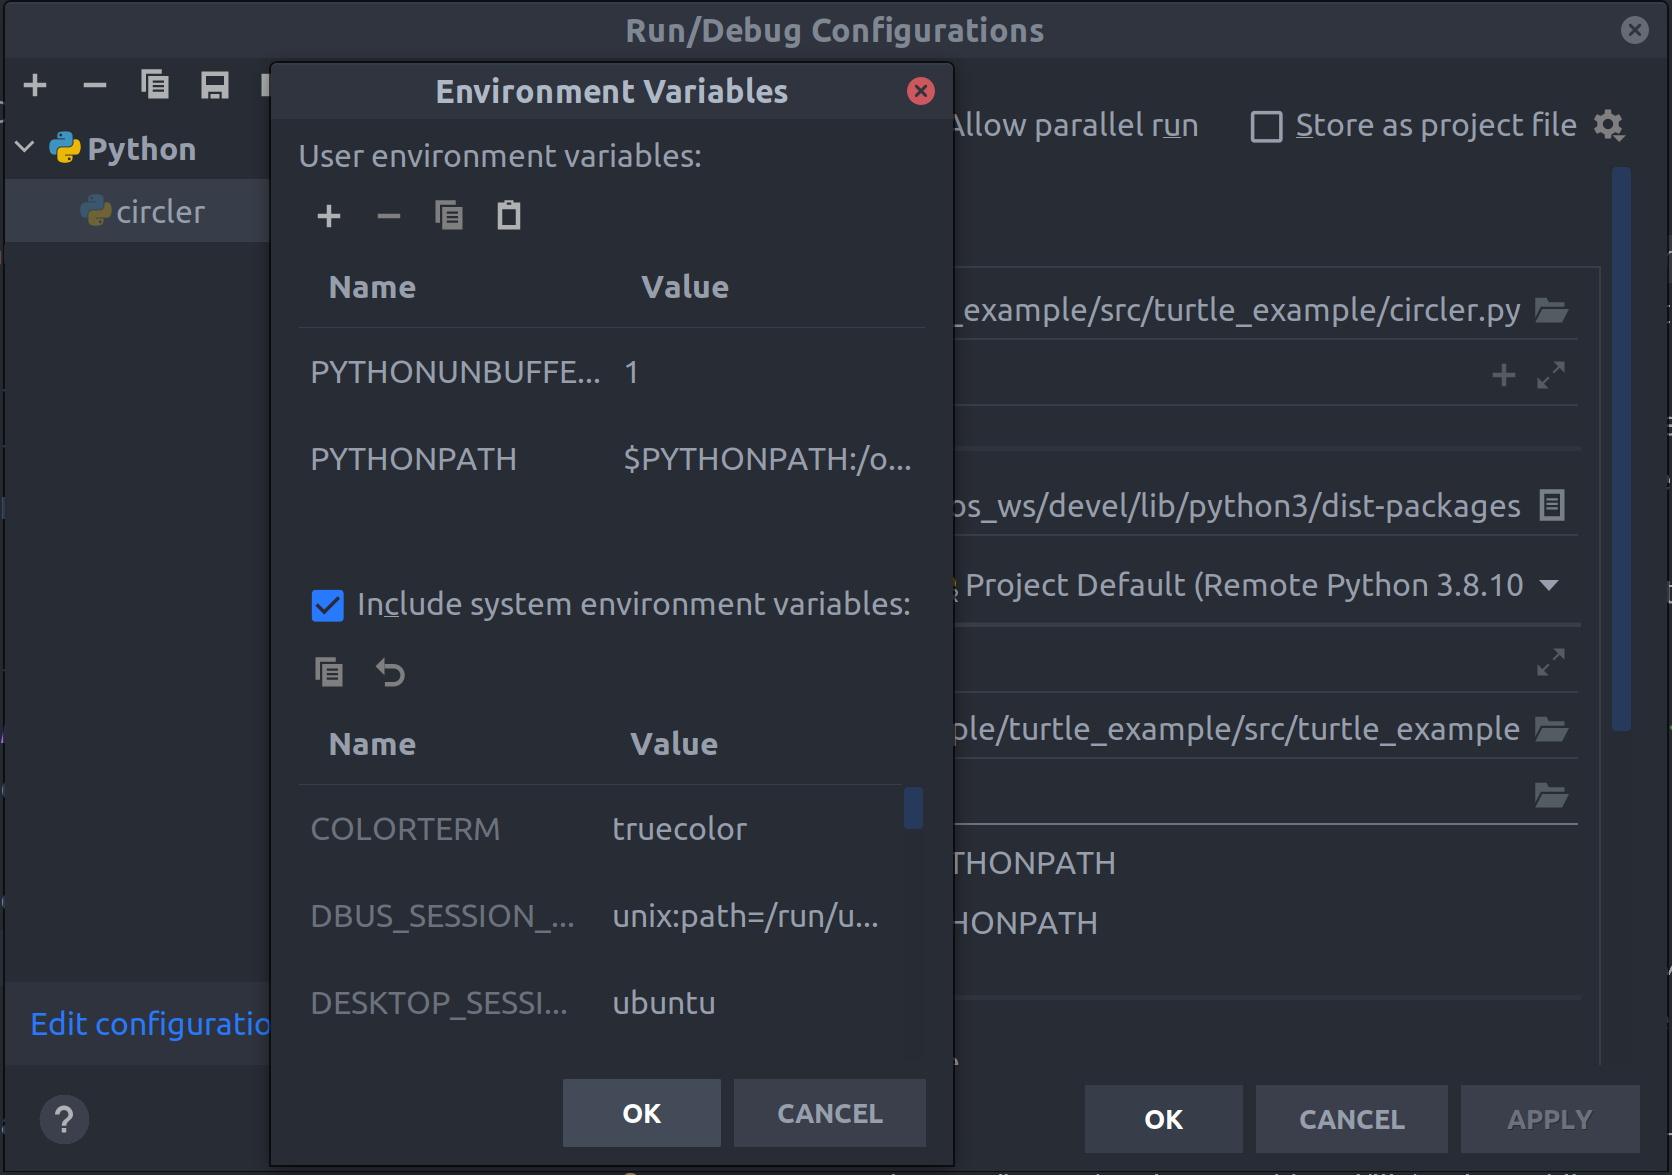 Run/Debug Configurations
Environment Variables
Python
circler
Edit configuratio
?
User environment variables:
Name Value
PYTHONUNBUFFE... 1
PYTHONPATH $PYTHONPATH:/o...
Include system environment variables:
Name Value
COLORTERM truecolor
DBUS_SESSION_... unix:path=/run/u...
DESKTOP_SESSI... ubuntu
OK CANCEL
Allow parallel run Store as project file
_example/src/turtle_example/circler.py
os_ws/devel/lib/python3/dist-packages
Project Default (Remote Python 3.8.10
ple/turtle_example/src/turtle_example
THONPATH
HONPATH
OK CANCEL APPLY